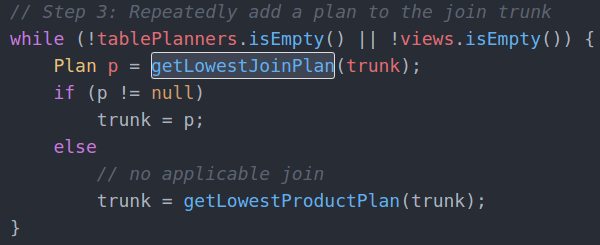 // Step 3: Repeatedly add a plan to the join trunk
while (!tablePlanners.isEmpty() || !views.isEmpty()) {
    Plan p = getLowestJoinPlan(trunk);
    if (p != null)
        trunk = p;
    else
        // no applicable join
        trunk = getLowestProductPlan(trunk);
}